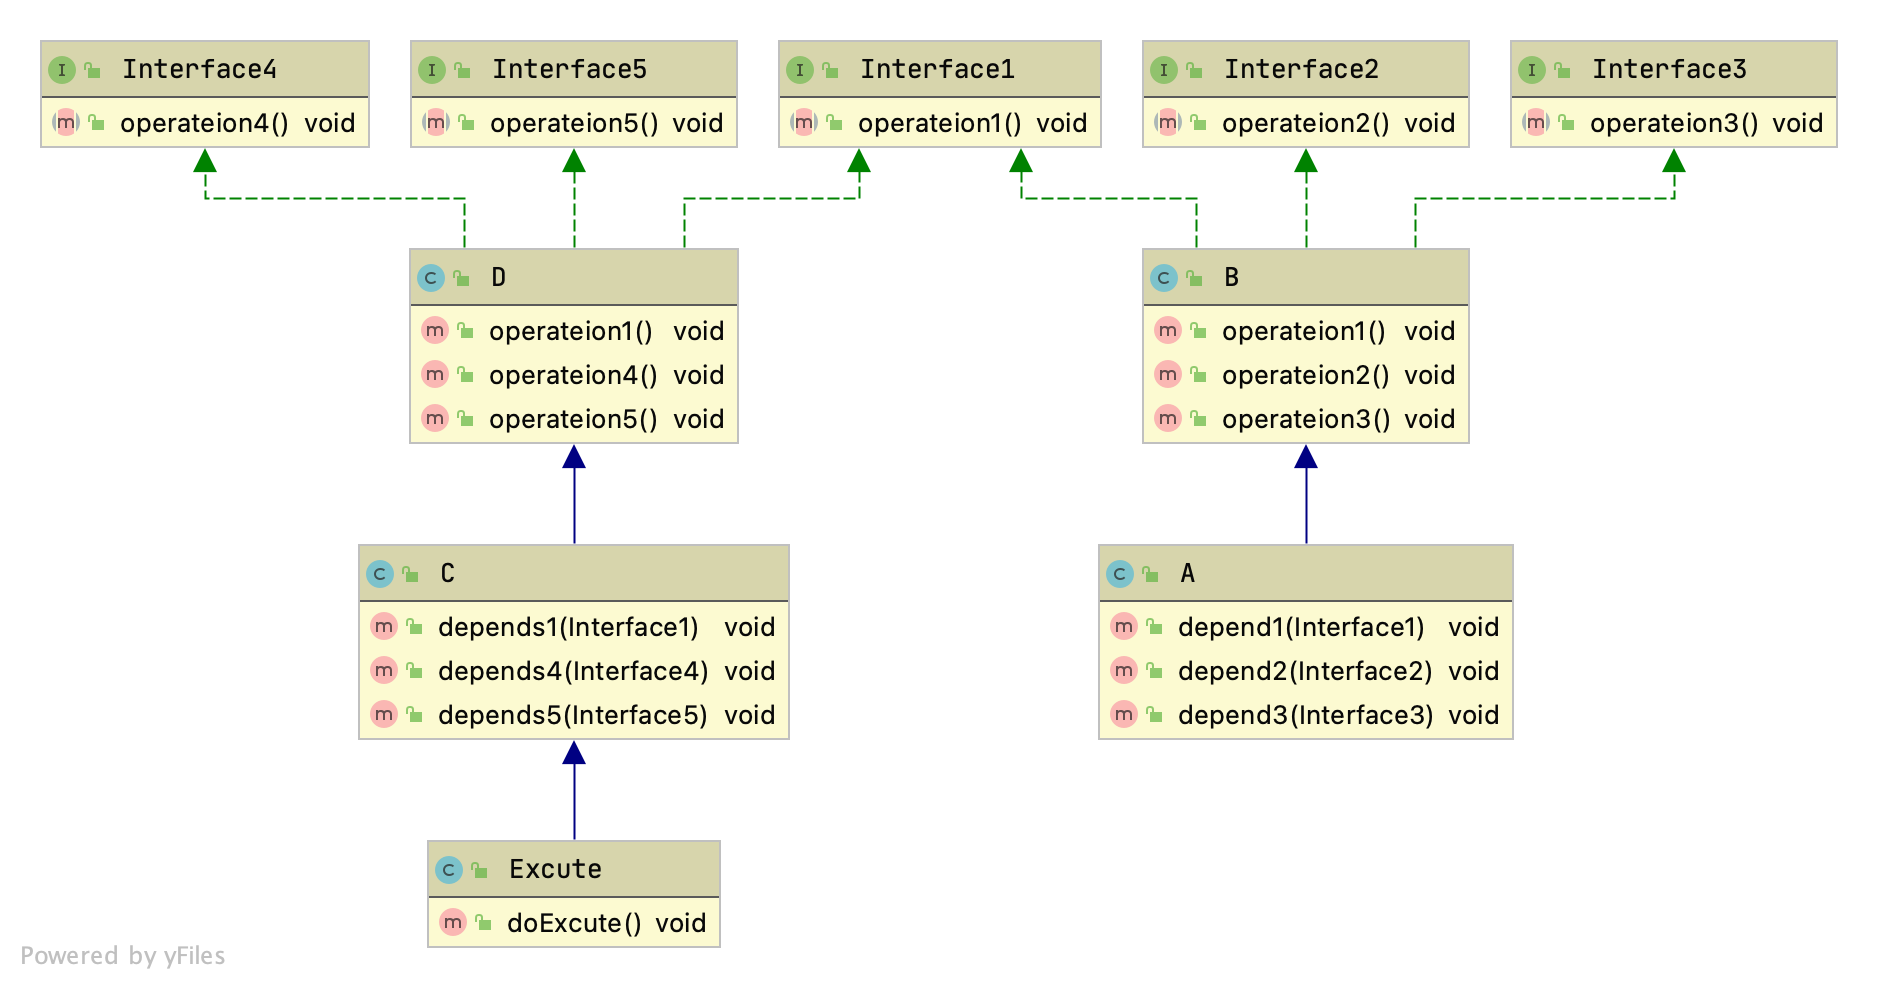 Interface4
operateion4() void
Interface5
operateion5() void
Interface1
operateion1() void
Interface2
operateion2() void
Interface3
operateion3() void
D
operateion1() void
operateion4() void
operateion5() void
B
operateion1() void
operateion2() void
operateion3() void
C
depends1(Interface1) void
depends4(Interface4) void
depends5(Interface5) void
A
depend1(Interface1) void
depend2(Interface2) void
depend3(Interface3) void
Excute
doExcute() void
Powered by yFiles